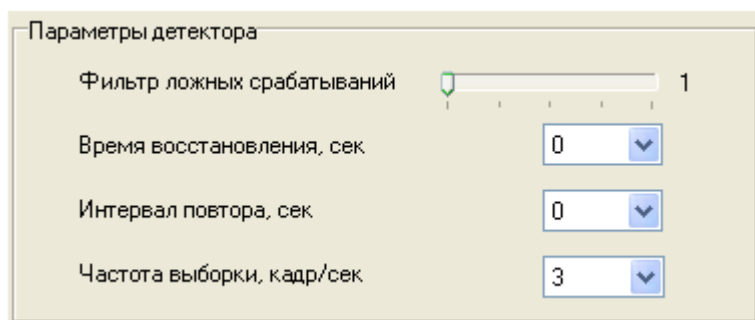 Параметры детектора
Фильтр ложных срабатываний 1
Время восстановления, сек 0
Интервал повтора, сек 0
Частота выборки, кадр/сек 3